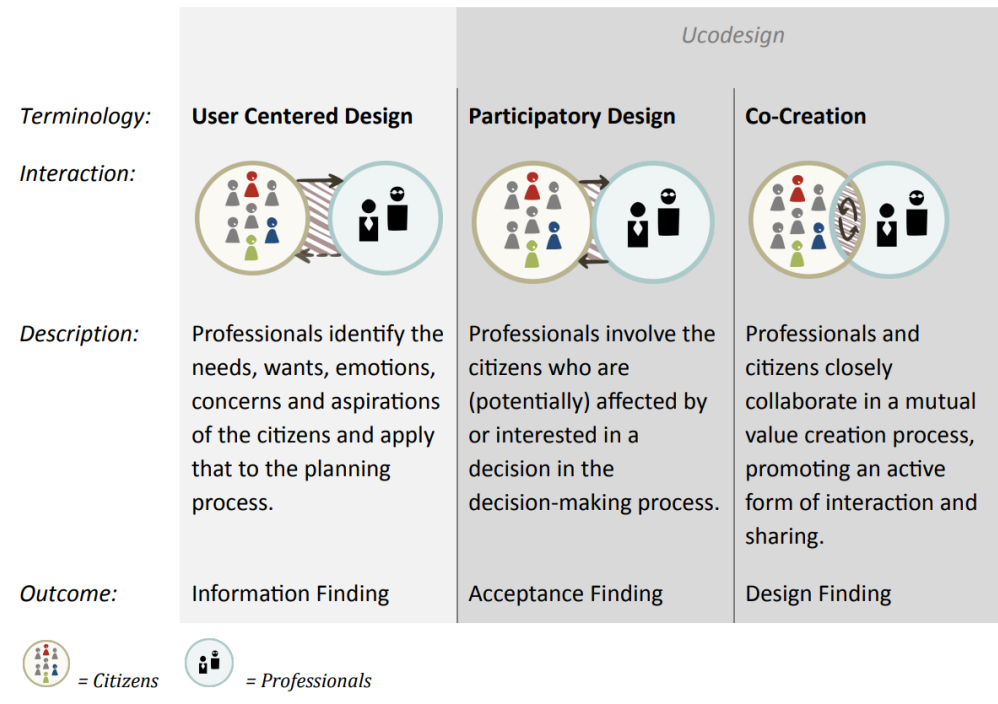 Ucodesign
Terminology:
User Centered Design
Participatory Design
Co-Creation
Interaction:
Description:
Professionals identify the
needs, wants, emotions,
concerns and aspirations
of the citizens and apply
that to the planning
process.
Professionals involve the
citizens who are
(potentially) affected by
or interested in a
decision in the
decision-making process.
Professionals and
citizens closely
collaborate in a mutual
value creation process,
promoting an active
form of interaction and
sharing.
Outcome:
Information Finding
Acceptance Finding
Design Finding
= Citizens
= Professionals